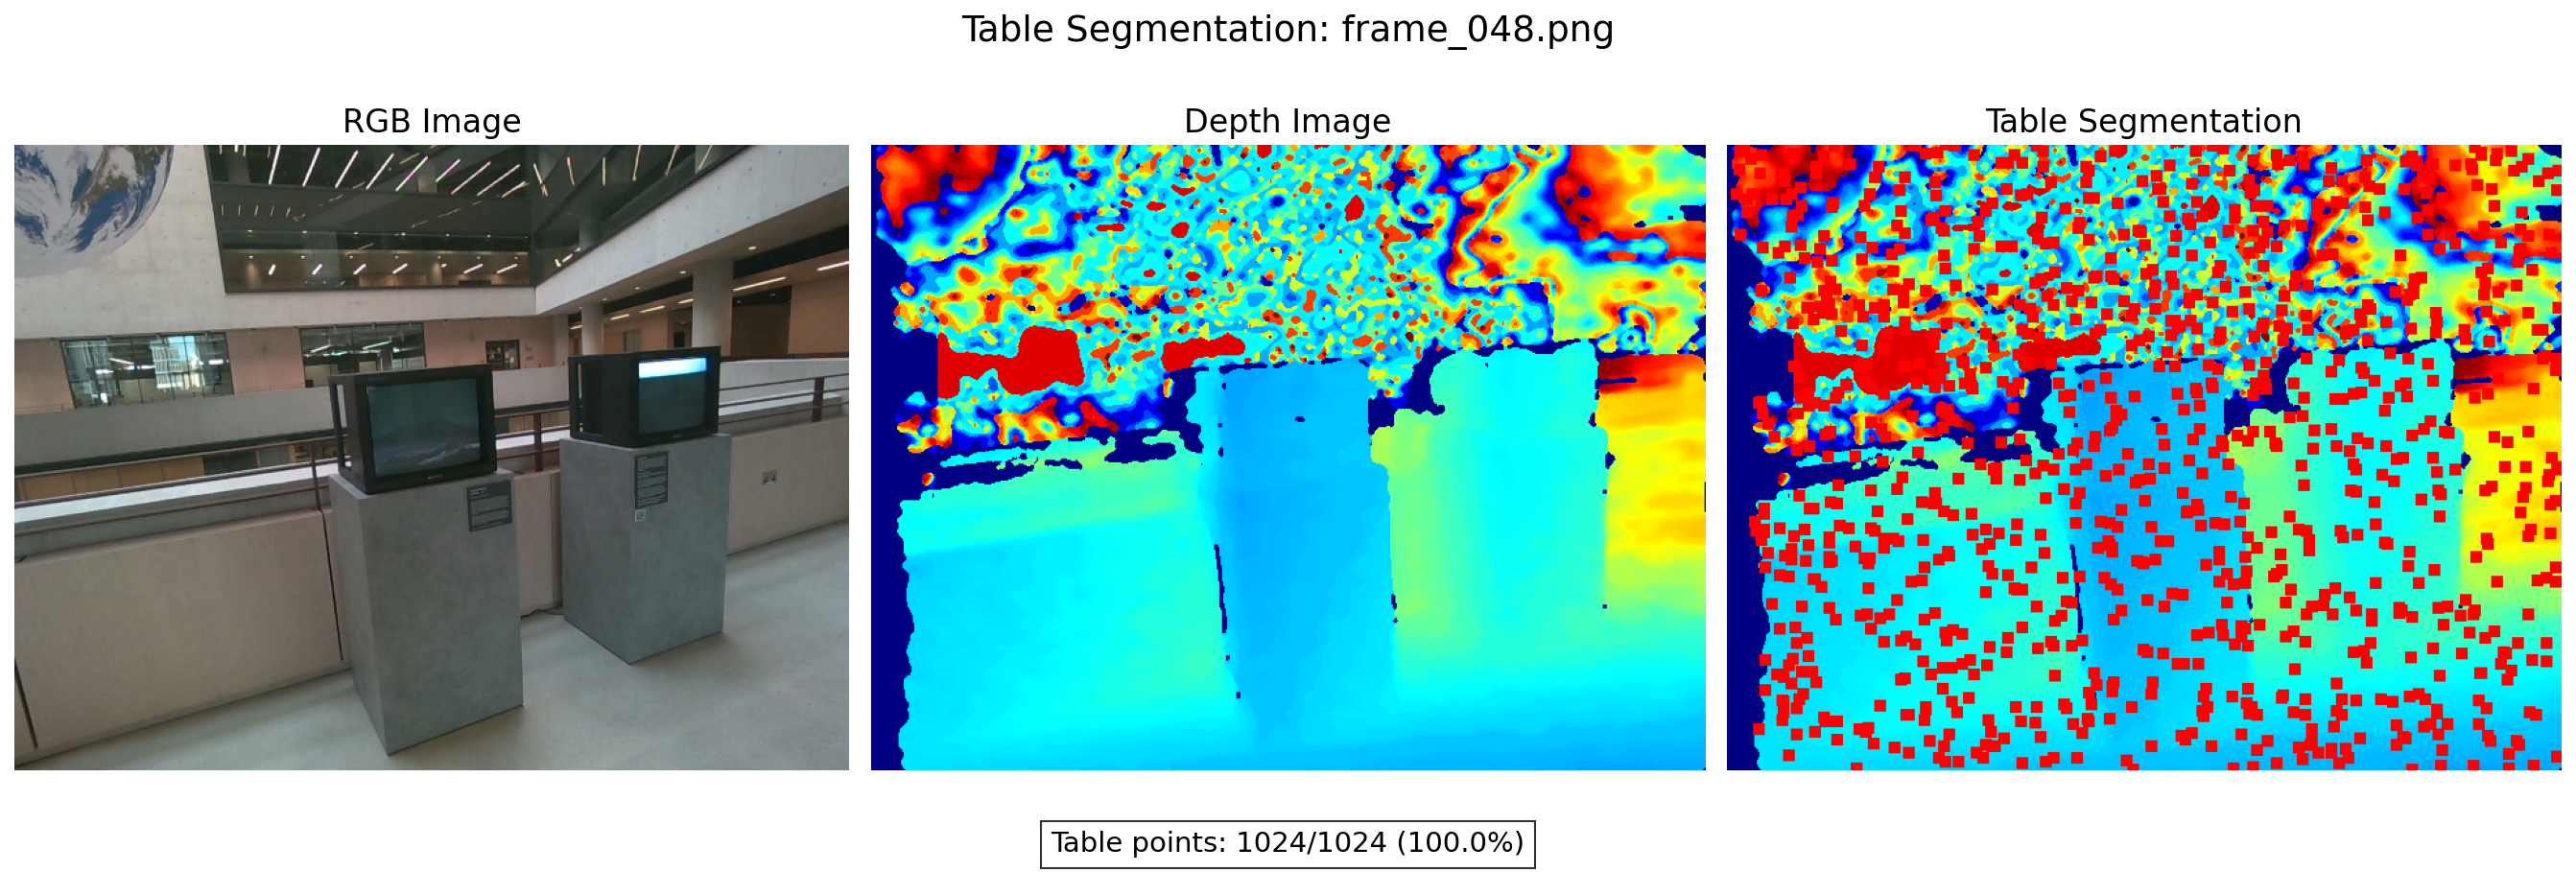 Table Segmentation: frame_048.png
RGB Image
Depth Image
Table Segmentation
Table points: 1024/1024 (100.0%)